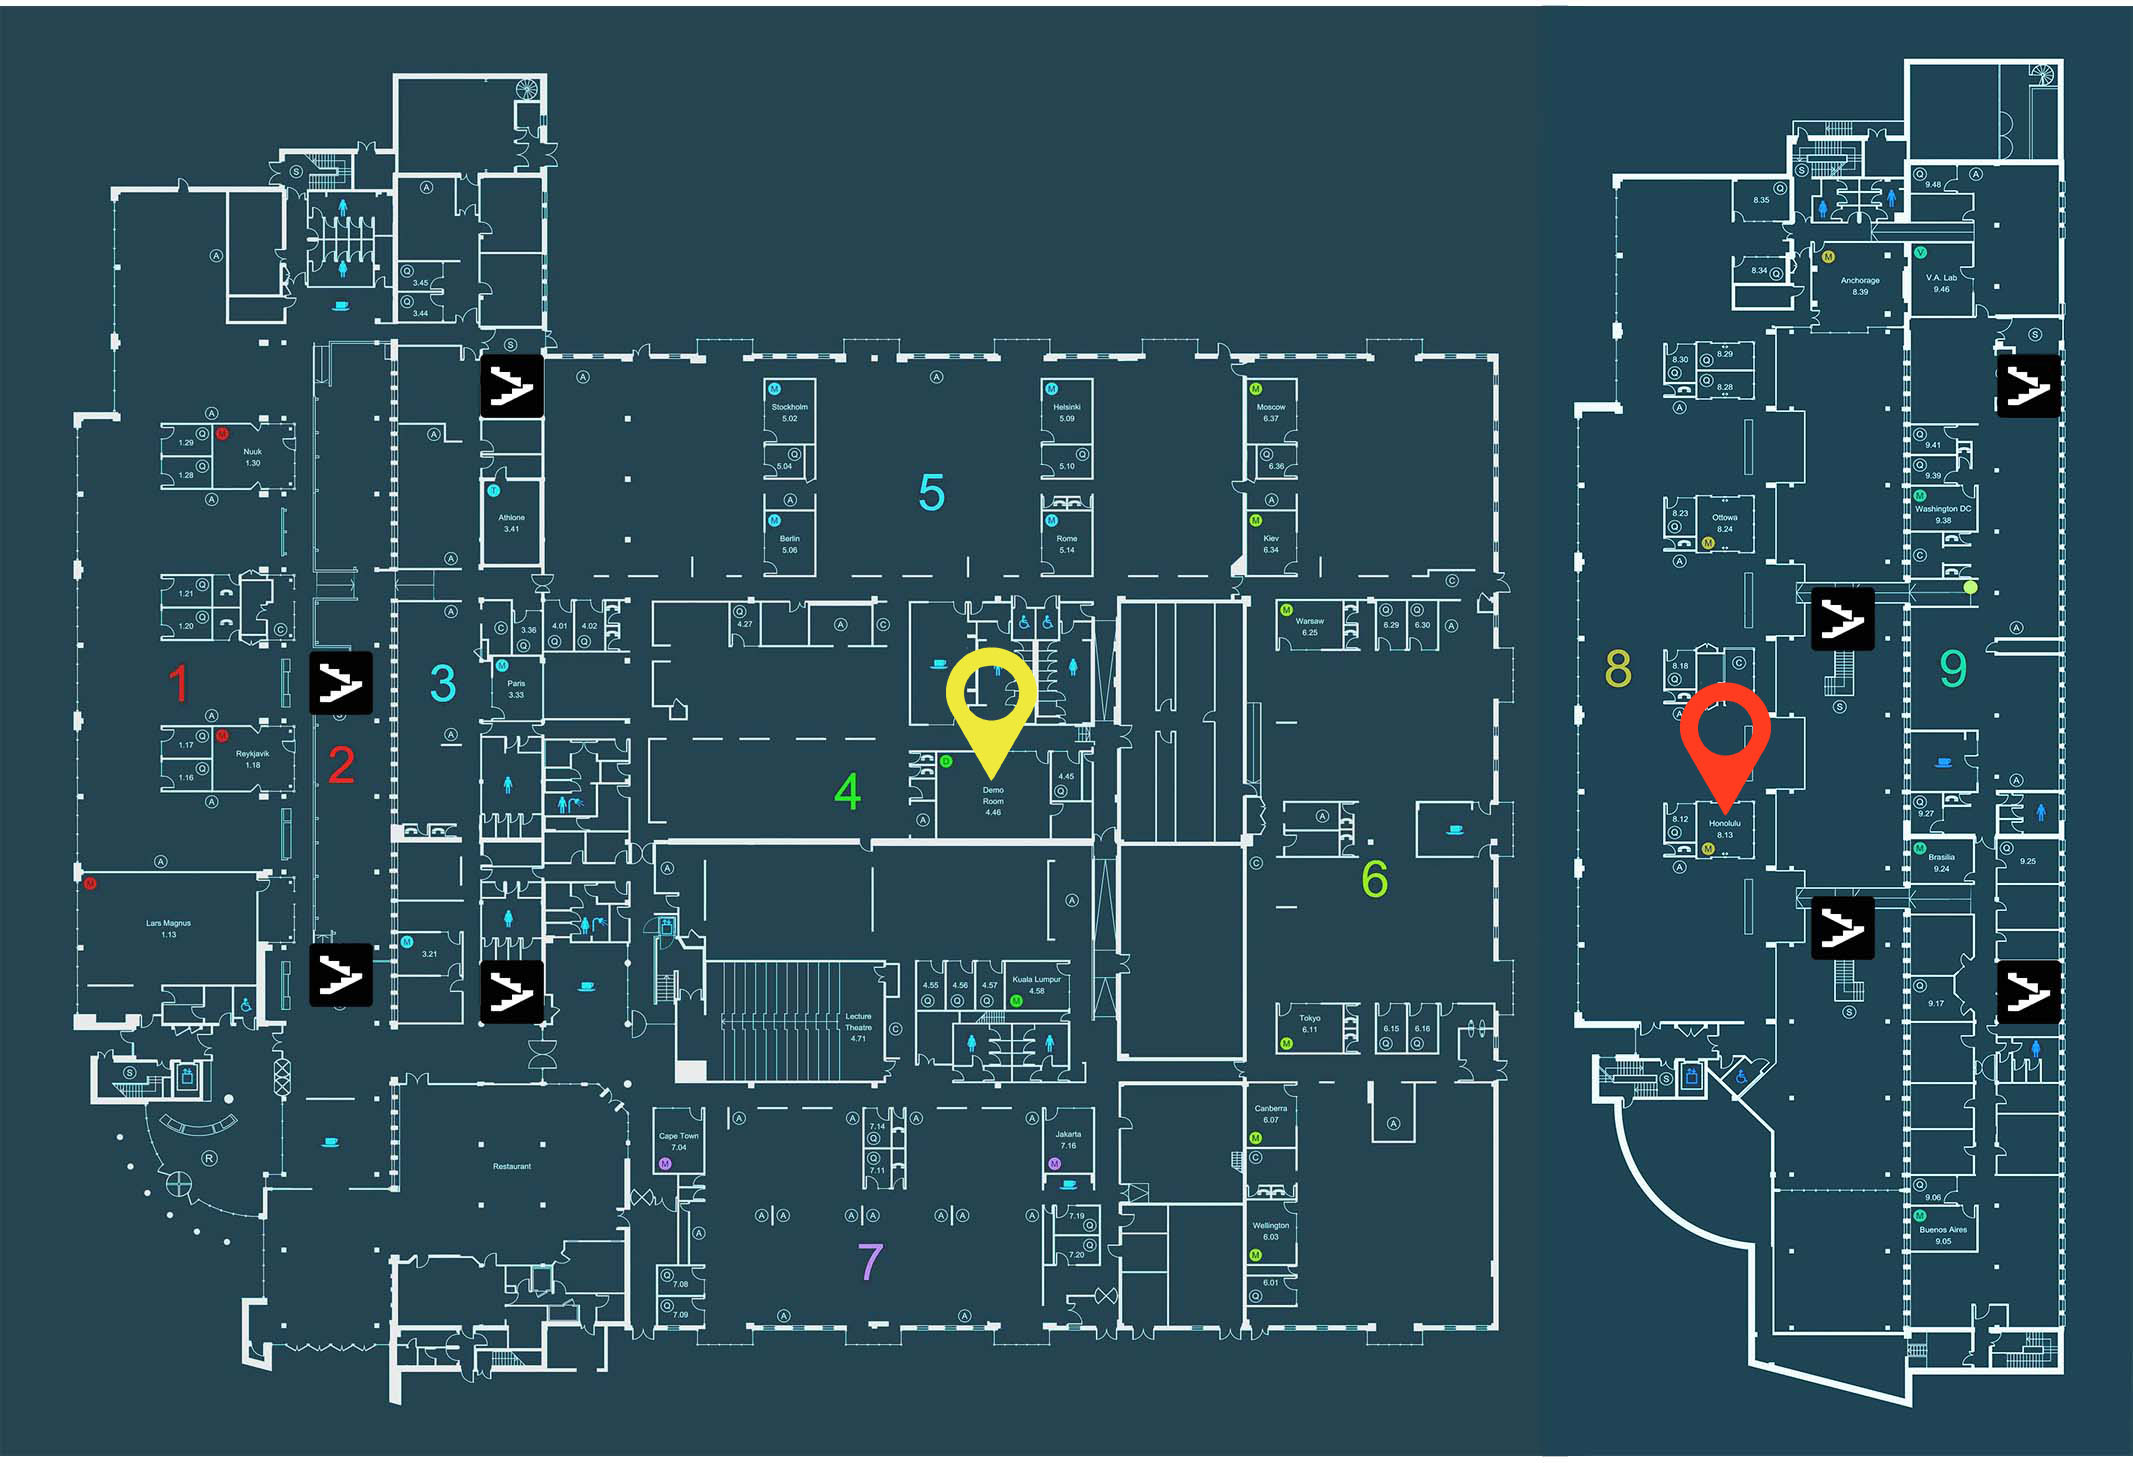 S
A
A
Q
3.45
Q
3.44
S
A
A
1.29
Q
M
Nuuk
1.30
1.28
Q
A
A
T
Athlone
3.41
A
1.21
Q
1.20
Q
C
A
C
3.36
Q
4.01
Q
4.02
Q
M
Paris
3.33
1
2
3
A
A
1.17
Q
M
Reykjavik
1.18
1.16
Q
A
A
M
Lars Magnus
1.13
M
3.21
S
R
Restaurant
A
A
M
Stockholm
5.02
5.04
Q
A
M
Berlin
5.06
5
M
Helsinki
5.09
Q
5.10
M
Rome
5.14
M
Moscow
6.37
Q
6.36
A
M
Kiev
6.34
C
Q
4.27
A
C
4
D
Demo
Room
4.46
4.45
Q
A
M
Warsaw
6.25
Q
6.29
Q
6.30
A
A
C
6
A
A
Lecture
Theatre
4.71
C
4.55
Q
4.56
Q
4.57
Q
Kuala Lumpur
M
4.58
Tokyo
6.11
M
6.15
Q
6.16
Q
Cape Town
7.04
M
A
A
7.14
Q
Q
7.11
A
A
Jakarta
7.16
M
A
A
A
A
A
A
A
A
7.19
Q
Q
7.20
7
Q
7.08
Q
7.09
A
A
Canberra
6.07
M
C
Wellington
6.03
M
6.01
Q
A
8.35
Q
8.34
Q
S
M
Anchorage
8.39
Q
9.48
A
V
V.A. Lab
9.46
S
8.30
Q
Q
8.29
Q
8.28
A
8.23
Q
Ottowa
8.24
M
A
Q
9.41
Q
9.39
M
Washington DC
9.38
C
A
8
8.18
Q
C
A
9
S
8.12
Q
Honolulu
8.13
M
A
A
Q
9.27
M
Brasilia
9.24
Q
9.25
Q
9.17
S
S
Q
9.06
M
Buenos Aires
9.05